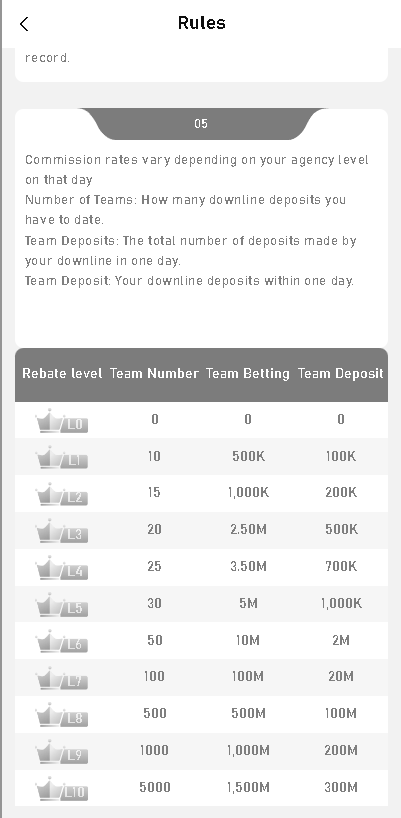 Rules
record.
05
Commission rates vary depending on your agency level
on that day
Number of Teams: How many downline deposits you
have to date.
Team Deposits: The total number of deposits made by
your downline in one day.
Team Deposit: Your downline deposits within one day.
Rebate level Team Number Team Betting Team Deposit
L0 0 0 0
L1 10 500K 100K
L2 15 1,000K 200K
L3 20 2.50M 500K
L4 25 3.50M 700K
L5 30 5M 1,000K
L6 50 10M 2M
L7 100 100M 20M
L8 500 500M 100M
L9 1000 1,000M 200M
L10 5000 1,500M 300M